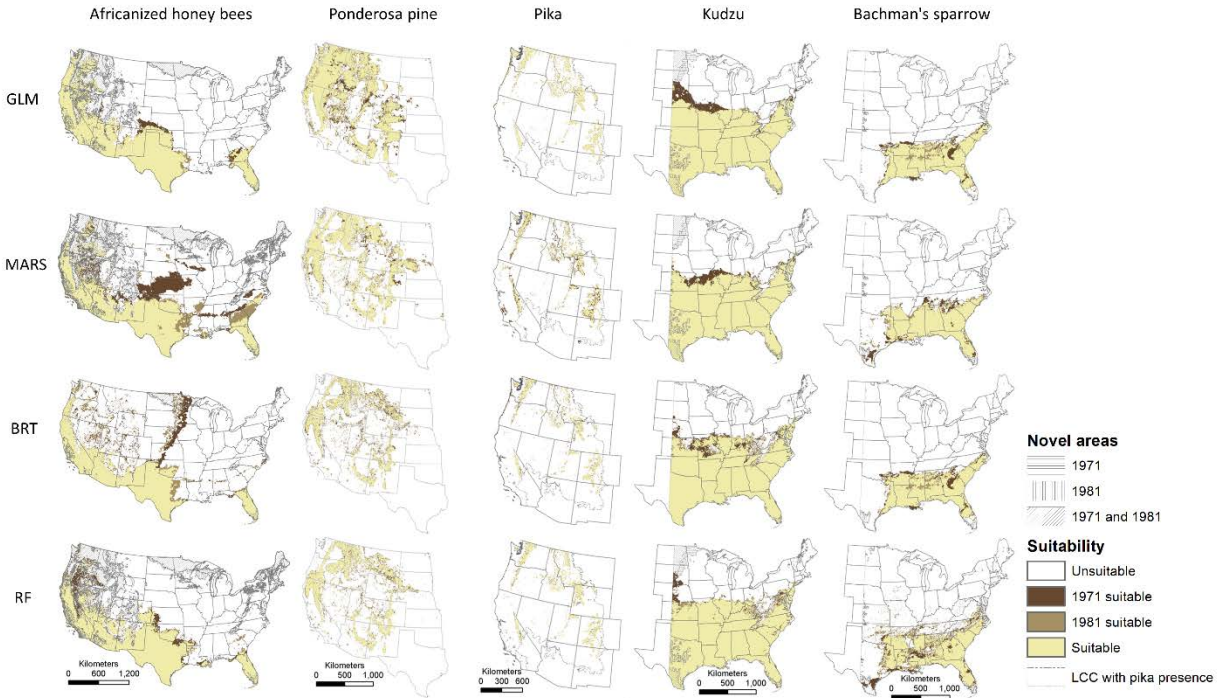 Africanized honey bees
Ponderosa pine
Pika
Kudzu
Bachman's sparrow
GLM
MARS
BRT
RF
Novel areas
1971
1981
1971 and 1981
Suitability
Unsuitable
1971 suitable
1981 suitable
Suitable
LCC with pika presence
Kilometers
0 600 1,200
Kilometers
0 500 1,000
Kilometers
0 300 600
Kilometers
0 500 1,000
Kilometers
0 500 1,000